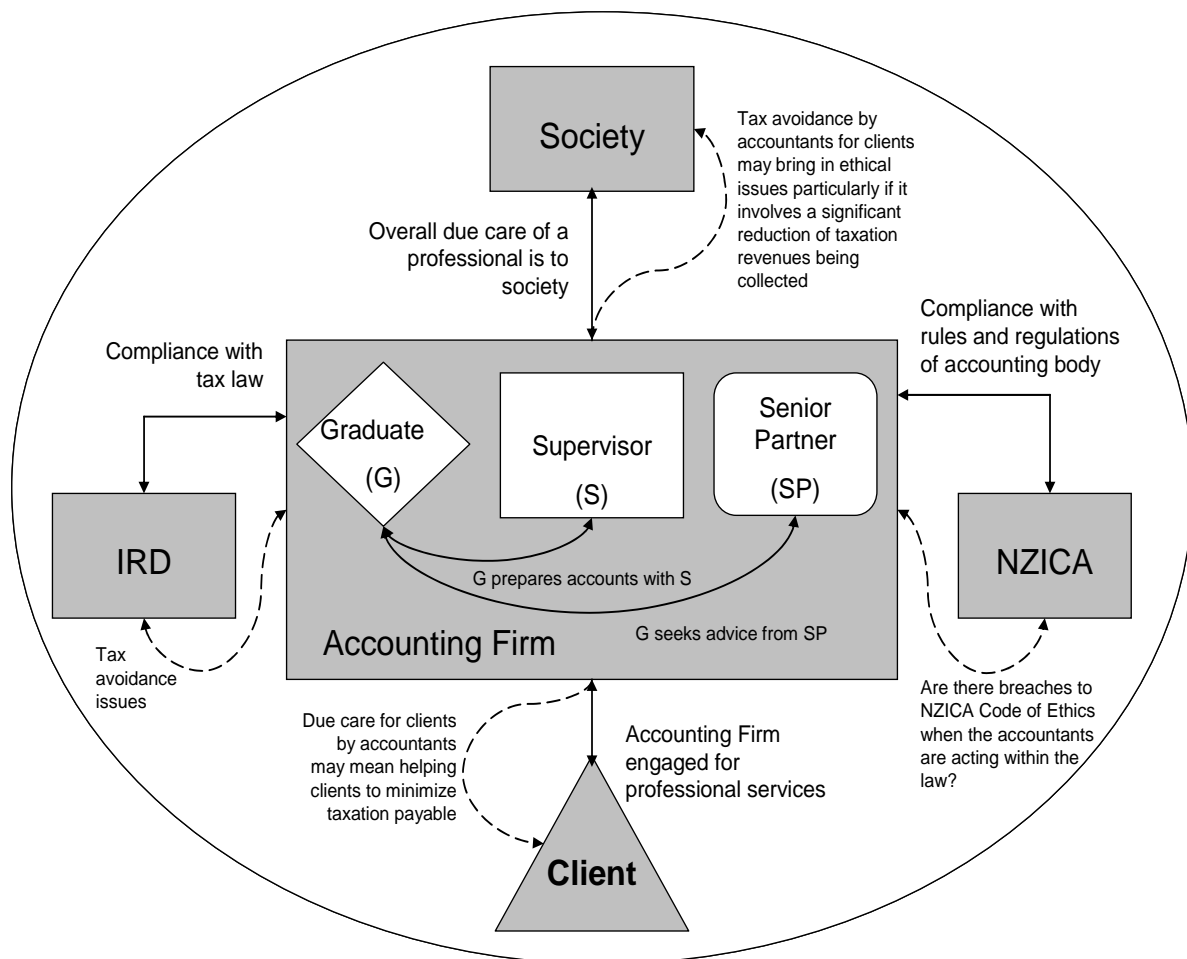 Society
Tax avoidance by
accountants for clients
may bring in ethical
issues particularly if it
involves a significant
reduction of taxation
revenues being
collected
Overall due care of a
professional is to
society
Compliance with
tax law
Compliance with
rules and regulations
of accounting body
Graduate
(G)
Supervisor
(S)
Senior
Partner
(SP)
IRD
NZICA
G prepares accounts with S
G seeks advice from SP
Accounting Firm
Tax
avoidance
issues
Are there breaches to
NZICA Code of Ethics
when the accountants
are acting within the
law?
Due care for clients
by accountants
may mean helping
clients to minimize
taxation payable
Accounting Firm
engaged for
professional services
Client